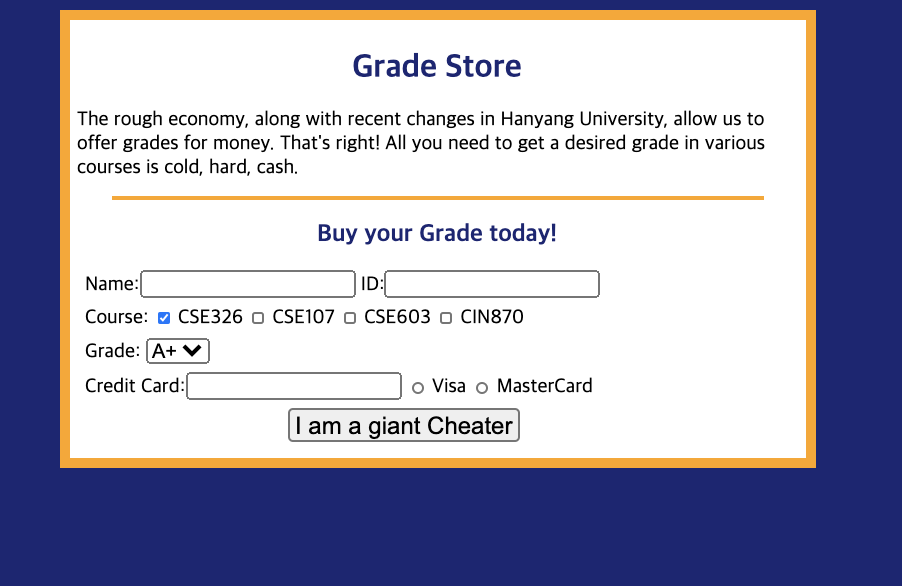 Grade Store
The rough economy, along with recent changes in Hanyang University, allow us to
offer grades for money. That's right! All you need to get a desired grade in various
courses is cold, hard, cash.
Buy your Grade today!
Name: ID:
Course: CSE326 CSE107 CSE603 CIN870
Grade: A+
Credit Card: Visa MasterCard
I am a giant Cheater